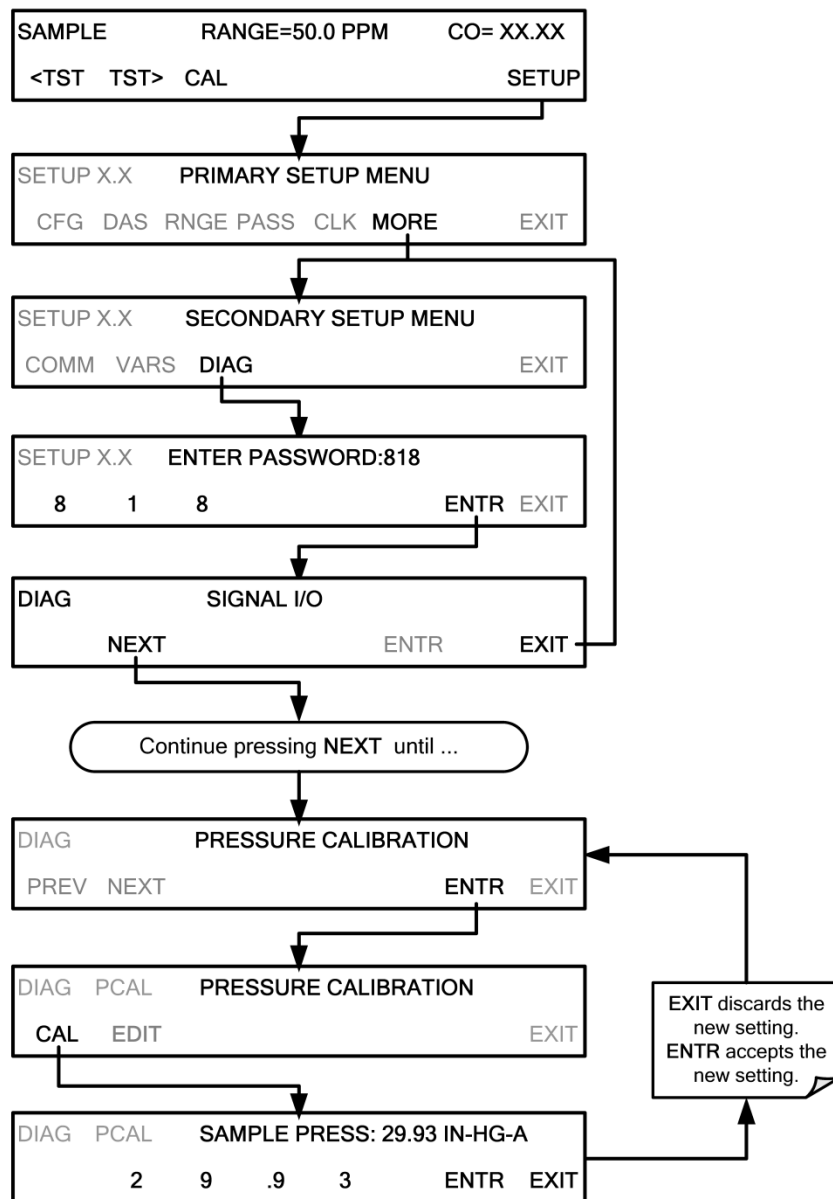 SAMPLE RANGE=50.0 PPM CO= XX.XX
<TST TST> CAL SETUP
SETUP X.X PRIMARY SETUP MENU
CFG DAS RNGE PASS CLK MORE EXIT
SETUP X.X SECONDARY SETUP MENU
COMM VARS DIAG EXIT
SETUP X.X ENTER PASSWORD:818
8 1 8 ENTR EXIT
DIAG SIGNAL I/O
NEXT ENTR EXIT
Continue pressing NEXT until ...
DIAG PRESSURE CALIBRATION
PREV NEXT ENTR EXIT
DIAG PCAL PRESSURE CALIBRATION
CAL EDIT EXIT
EXIT discards the
new setting.
ENTR accepts the
new setting.
DIAG PCAL SAMPLE PRESS: 29.93 IN-HG-A
2 9 .9 3 ENTR EXIT